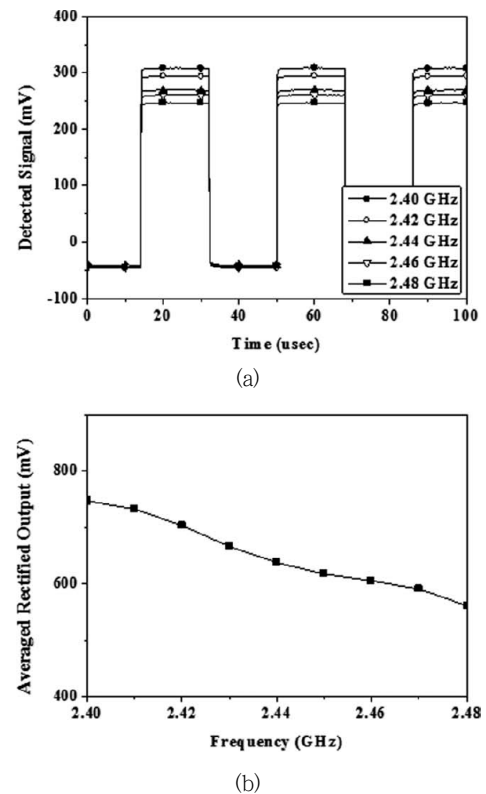 400
300
200
100
0
-100
Detected Signal (mV)
2.40 GHz
2.42 GHz
2.44 GHz
2.46 GHz
2.48 GHz
0 20 40 60 80 100
Time (usec)
(a)
800
600
400
Averaged Rectified Output (mV)
2.40 2.42 2.44 2.46 2.48
Frequency (GHz)
(b)